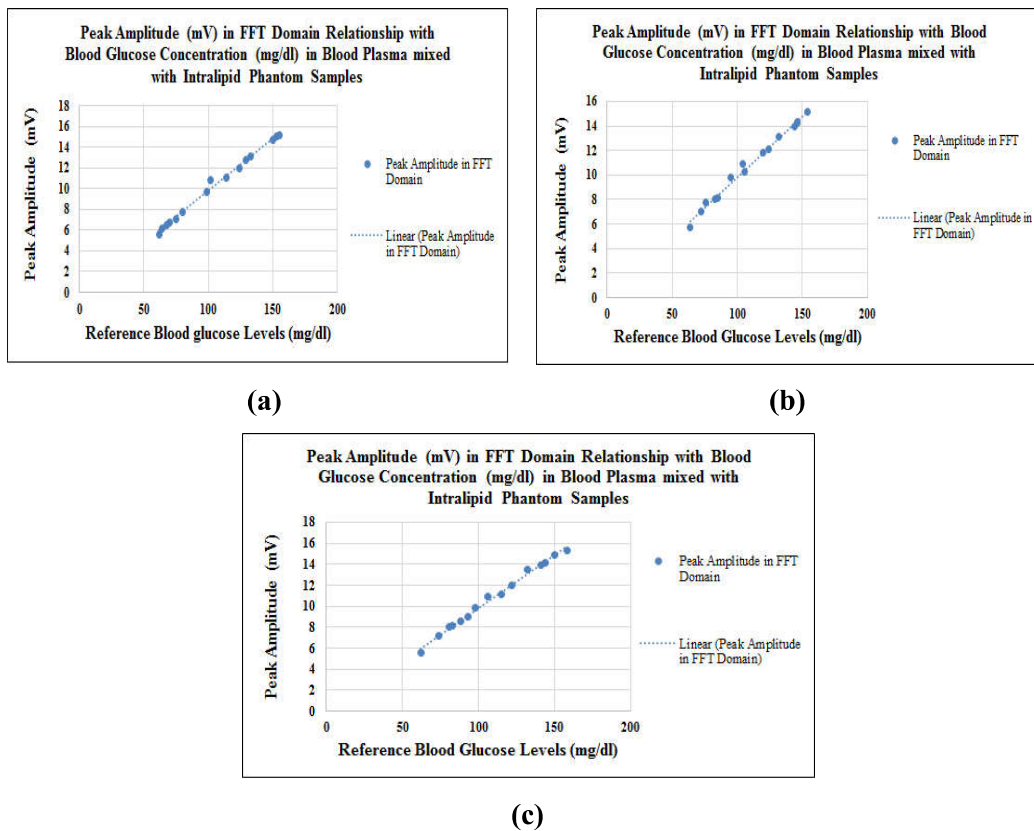 Peak Amplitude (mV) in FFT Domain Relationship with
Blood Glucose Concentration (mg/dl) in Blood Plasma mixed
with Intralipid Phantom Samples
Peak Amplitude (mV)
18
16
14
12
10
8
6
4
2
0
0 50 100 150 200
Reference Blood glucose Levels (mg/dl)
Peak Amplitude in FFT
Domain
Linear (Peak Amplitude
in FFT Domain)
(a)
Peak Amplitude (mV) in FFT Domain Relationship with Blood
Glucose Concentration (mg/dl) in Blood Plasma mixed with
Intralipid Phantom Samples
Peak Amplitude (mV)
16
14
12
10
8
6
4
2
0
0 50 100 150 200
Reference Blood Glucose Levels (mg/dl)
Peak Amplitude in FFT
Domain
Linear (Peak Amplitude in
FFT Domain)
(b)
Peak Amplitude (mV) in FFT Domain Relationship with Blood
Glucose Concentration (mg/dl) in Blood Plasma mixed with
Intralipid Phantom Samples
Peak Amplitude (mV)
18
16
14
12
10
8
6
4
2
0
0 50 100 150 200
Reference Blood Glucose Levels (mg/dl)
Peak Amplitude in FFT
Domain
Linear (Peak Amplitude
in FFT Domain)
(c)